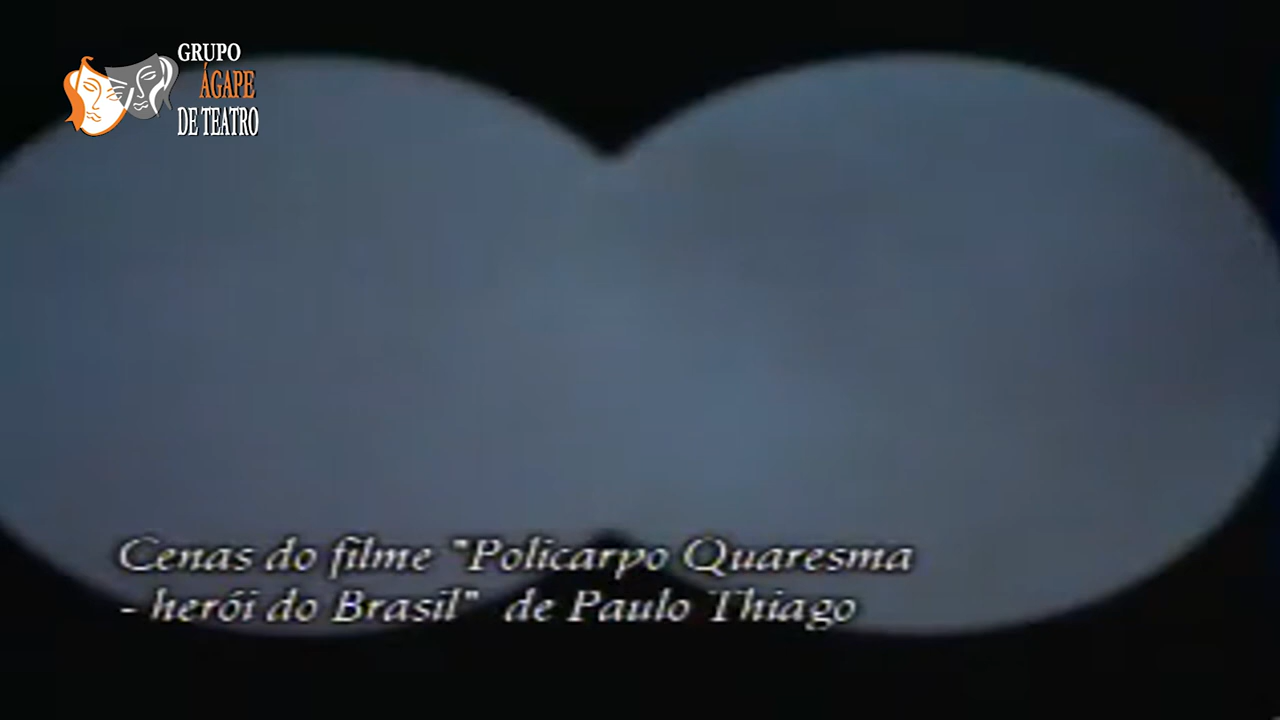 GRUPO
ÁGAPE
DE TEATRO
Cenas do filme "Policarpo Quaresma
- herói do Brasil" de Paulo Thiago